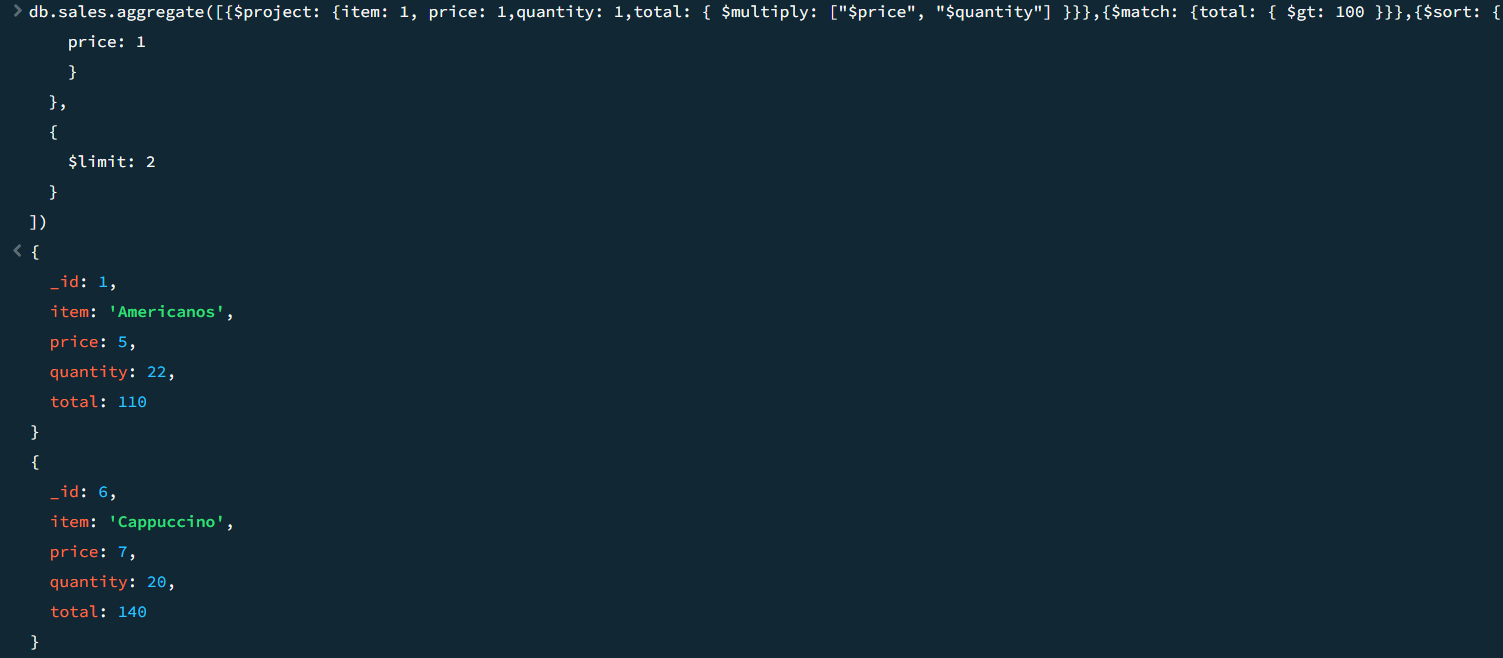 > db.sales.aggregate([{$project: {item: 1, price: 1,quantity: 1,total: { $multiply: ["$price", "$quantity"] }}},{$match: {total: { $gt: 100 }}},{$sort: {
price: 1
}
},
{
$limit: 2
}
])
< {
_id: 1,
item: 'Americanos',
price: 5,
quantity: 22,
total: 110
}
{
_id: 6,
item: 'Cappuccino',
price: 7,
quantity: 20,
total: 140
}